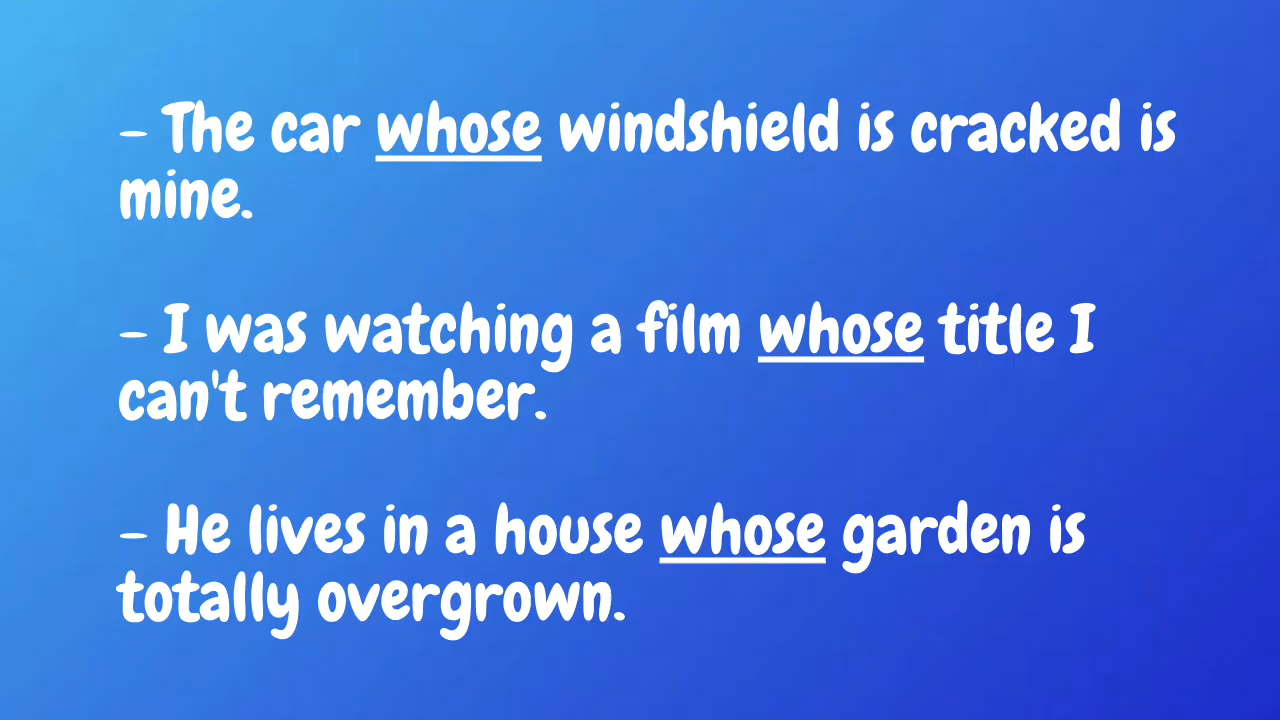 - The car whose windshield is cracked is
mine.
- I was watching a film whose title I
can't remember.
- He lives in a house whose garden is
totally overgrown.